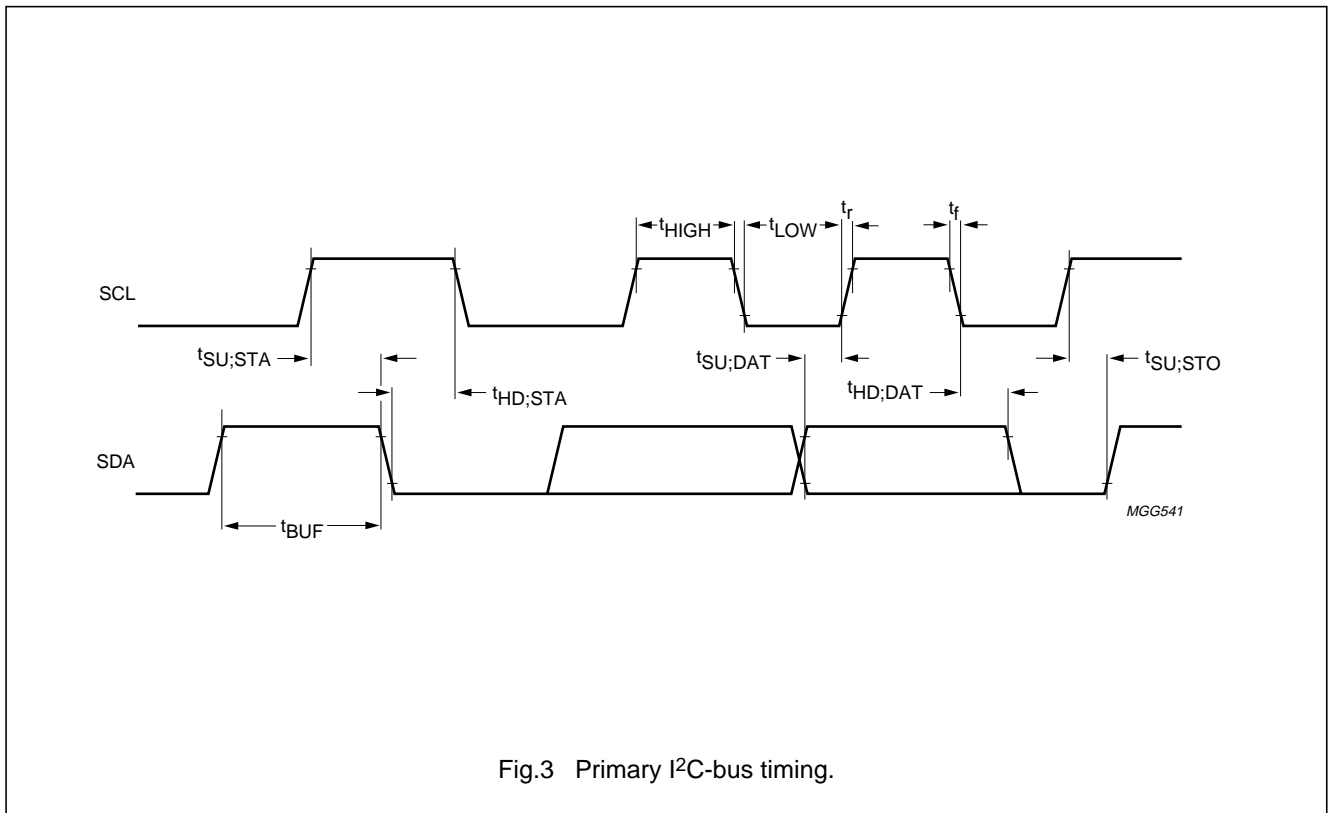 tHIGH tLOW tr tf
SCL
tSU;STA tSU;DAT tSU;STO
tHD;STA tHD;DAT
SDA
tBUF
MGG541
Fig.3 Primary I²C-bus timing.